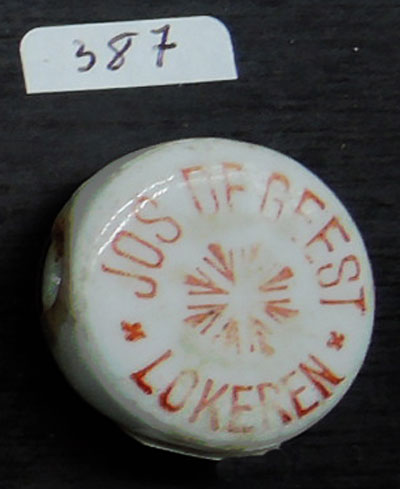 387
JOS DE GEEST
* LOKEREN *